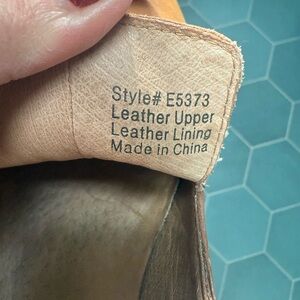 Style# E5373
Leather Upper
Leather Lining
Made in China